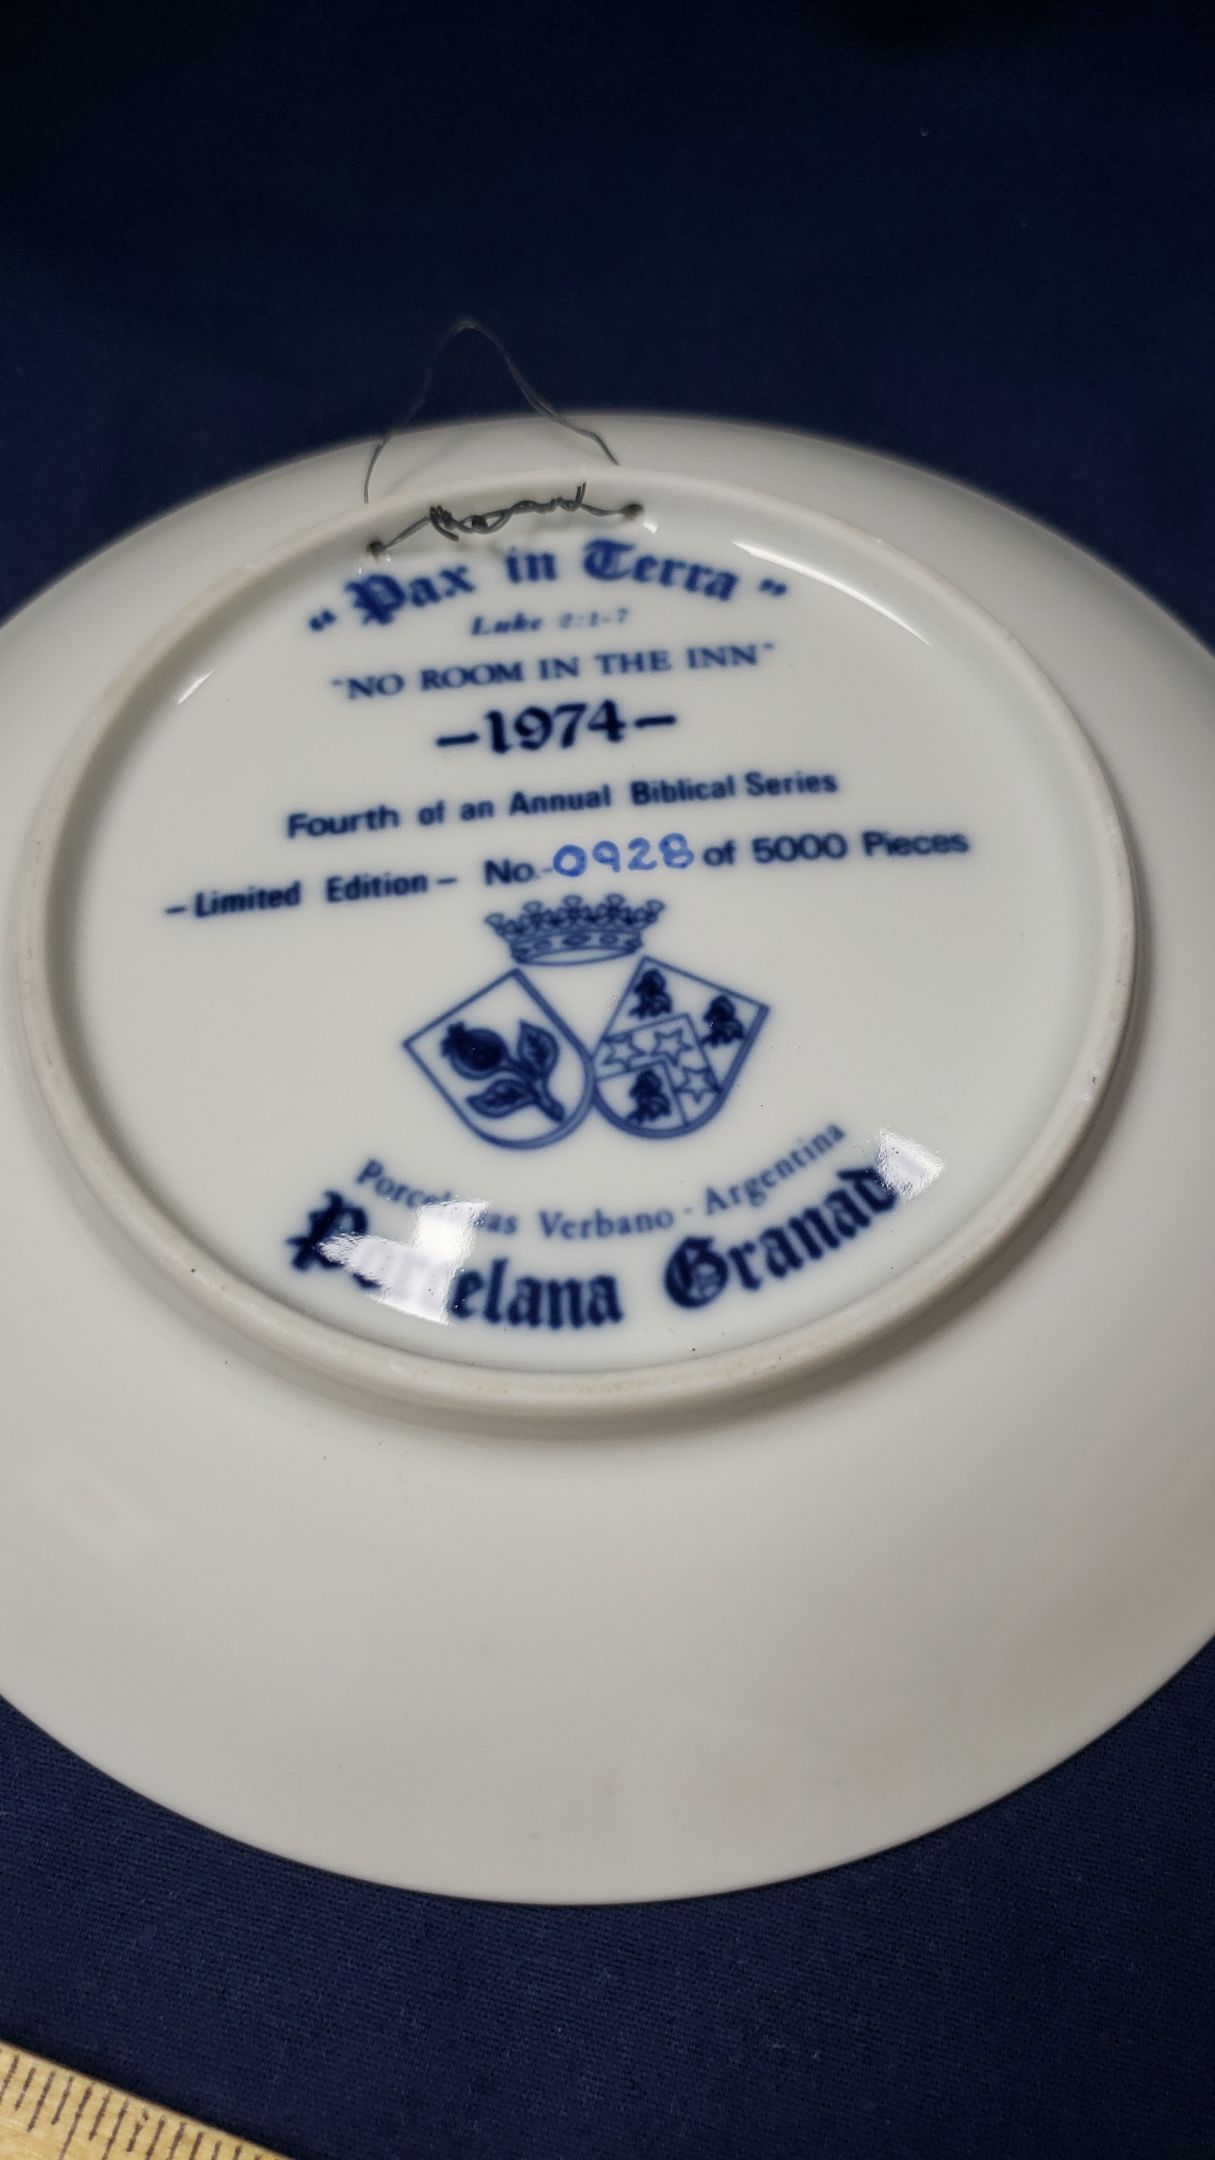 "Pax in Terra"
Luke 2:1-7
"NO ROOM IN THE INN"
-1974-
Fourth of an Annual Biblical Series
-Limited Edition- No.-0928 of 5000 Pieces
Verbano - Argentina